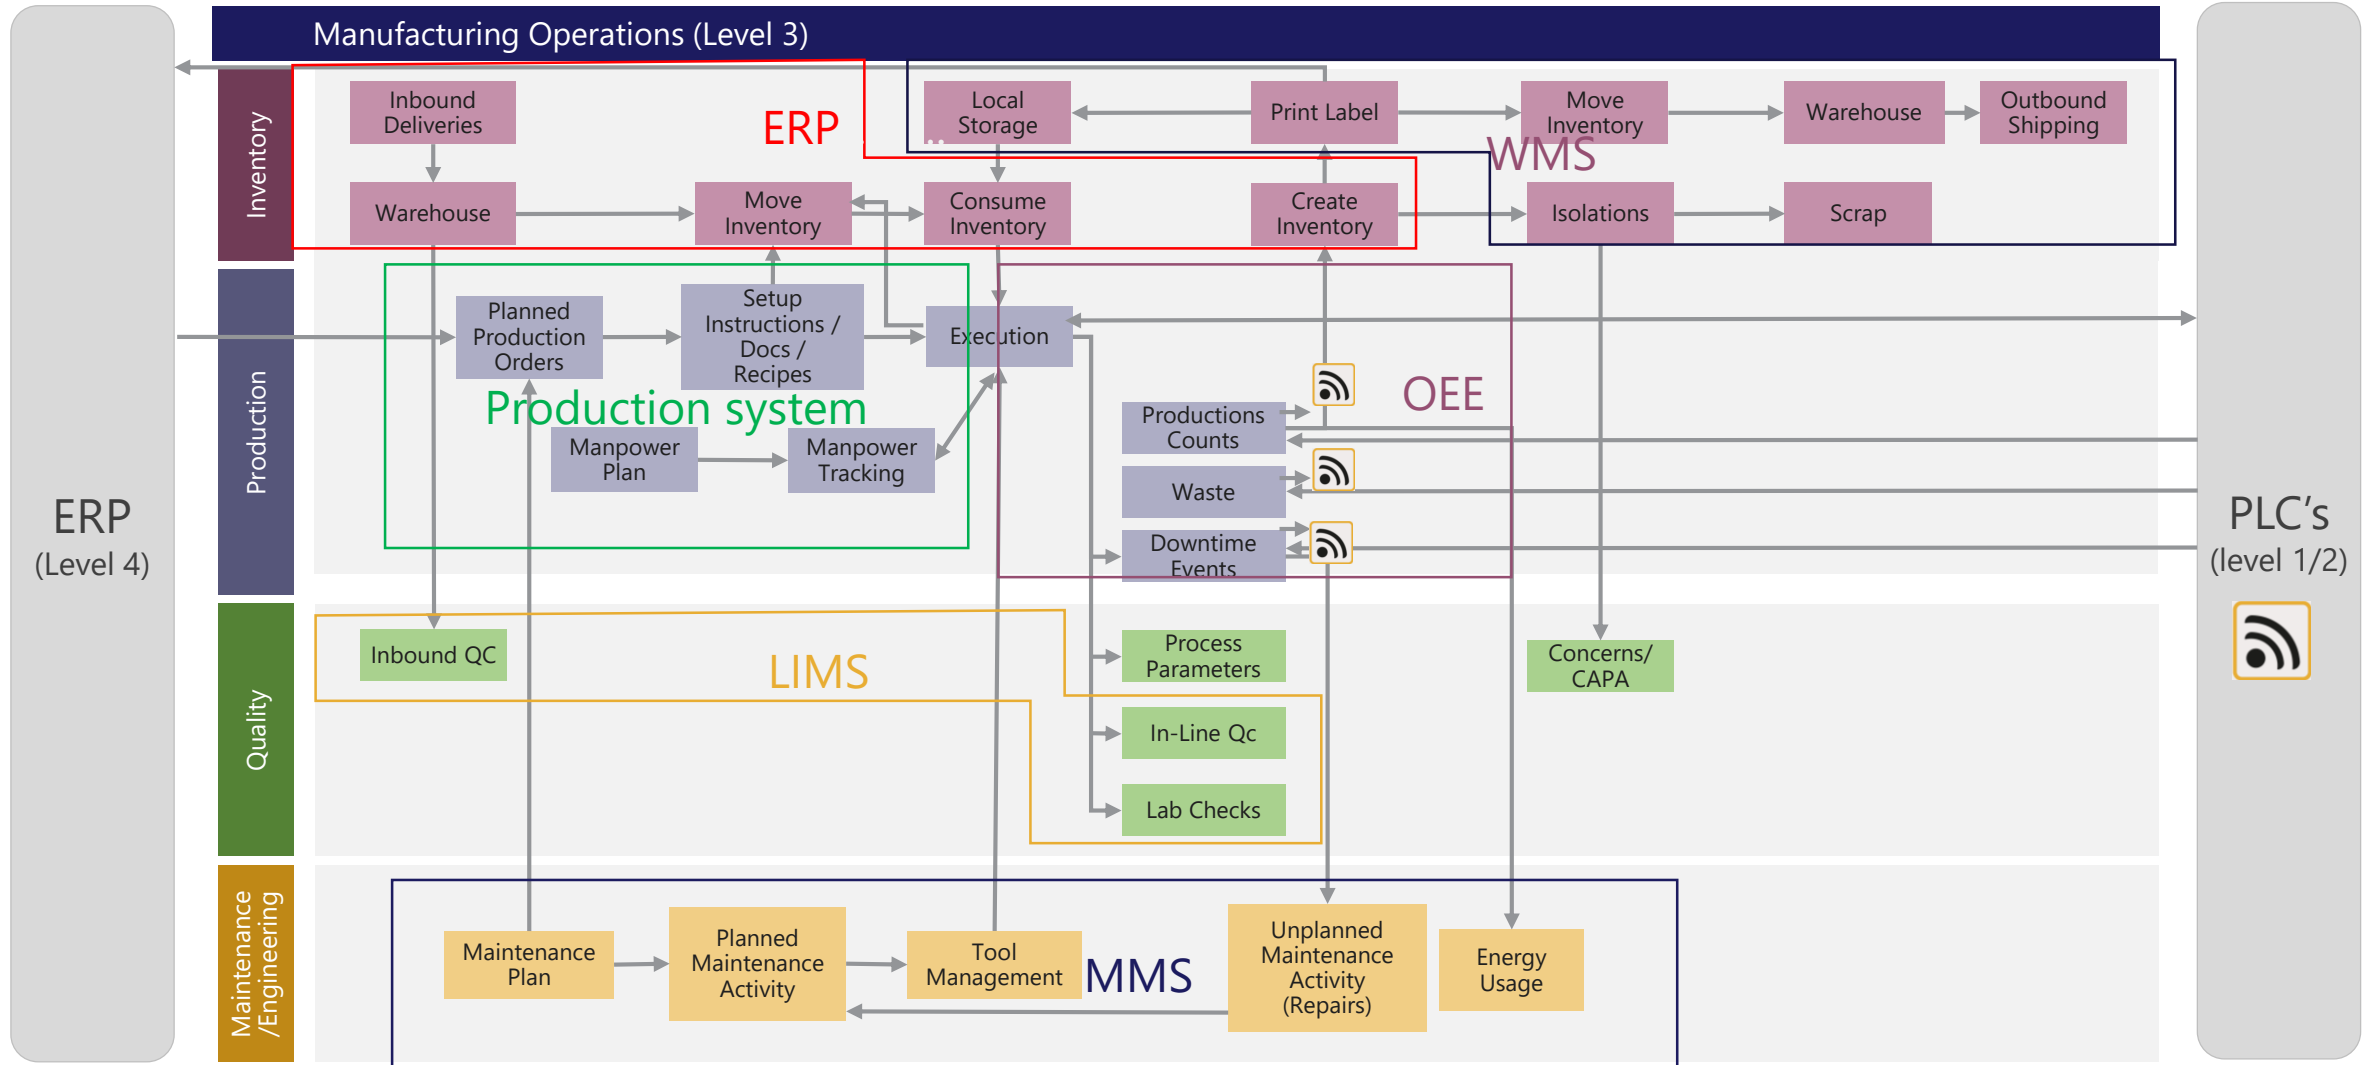 Manufacturing Operations (Level 3)
ERP
(Level 4)
PLC's
(level 1/2)
Inventory
Inbound
Deliveries
ERP
Local
Storage
Print Label
Move
Inventory
Warehouse
Outbound
Shipping
WMS
Warehouse
Move
Inventory
Consume
Inventory
Create
Inventory
Isolations
Scrap
Production
Planned
Production
Orders
Setup
Instructions /
Docs /
Recipes
Execution
Production system
OEE
Manpower
Plan
Manpower
Tracking
Productions
Counts
Waste
Downtime
Events
Quality
Inbound QC
LIMS
Process
Parameters
Concerns/
CAPA
In-Line Qc
Lab Checks
Maintenance
/Engineering
Maintenance
Plan
Planned
Maintenance
Activity
Tool
Management
MMS
Unplanned
Maintenance
Activity
(Repairs)
Energy
Usage